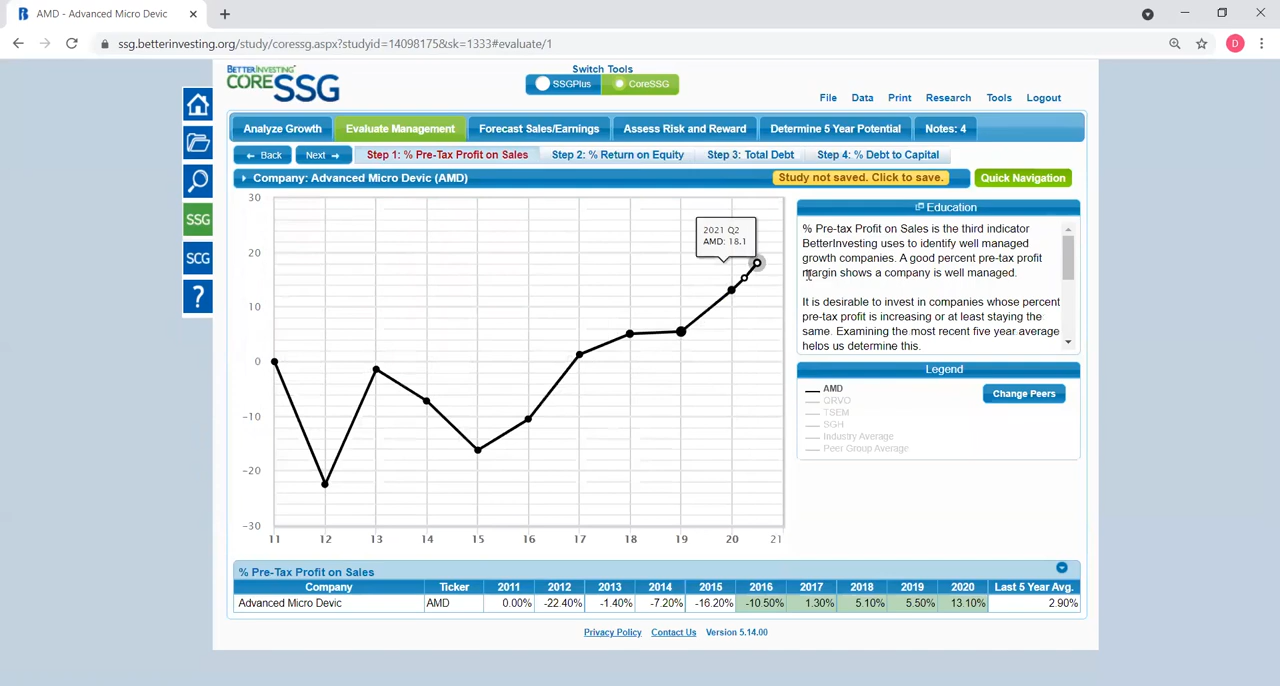 AMD - Advanced Micro Devic
ssg.betterinvesting.org/study/coressg.aspx?studyid=14098175&sk=1333#evaluate/1
D
BETTERINVESTING
CORE SSG
Switch Tools
SSGPlus
CoreSSG
File
Data
Print
Research
Tools
Logout
Analyze Growth
Evaluate Management
Forecast Sales/Earnings
Assess Risk and Reward
Determine 5 Year Potential
Notes: 4
← Back
Next →
Step 1: % Pre-Tax Profit on Sales
Step 2: % Return on Equity
Step 3: Total Debt
Step 4: % Debt to Capital
Company: Advanced Micro Devic (AMD)
Study not saved. Click to save.
Quick Navigation
SSG
SCG
?
30
20
10
0
-10
-20
-30
2021 Q2
AMD: 18.1
11 12 13 14 15 16 17 18 19 20 21
Education
% Pre-tax Profit on Sales is the third indicator
BetterInvesting uses to identify well managed
growth companies. A good percent pre-tax profit
margin shows a company is well managed.
It is desirable to invest in companies whose percent
pre-tax profit is increasing or at least staying the
same. Examining the most recent five year average
helps us determine this.
Legend
AMD
QRVO
TSEM
SGH
Industry Average
Peer Group Average
Change Peers
% Pre-Tax Profit on Sales
Company Ticker 2011 2012 2013 2014 2015 2016 2017 2018 2019 2020 Last 5 Year Avg.
Advanced Micro Devic AMD 0.00% -22.40% -1.40% -7.20% -16.20% -10.50% 1.30% 5.10% 5.50% 13.10% 2.90%
Privacy Policy Contact Us Version 5.14.00